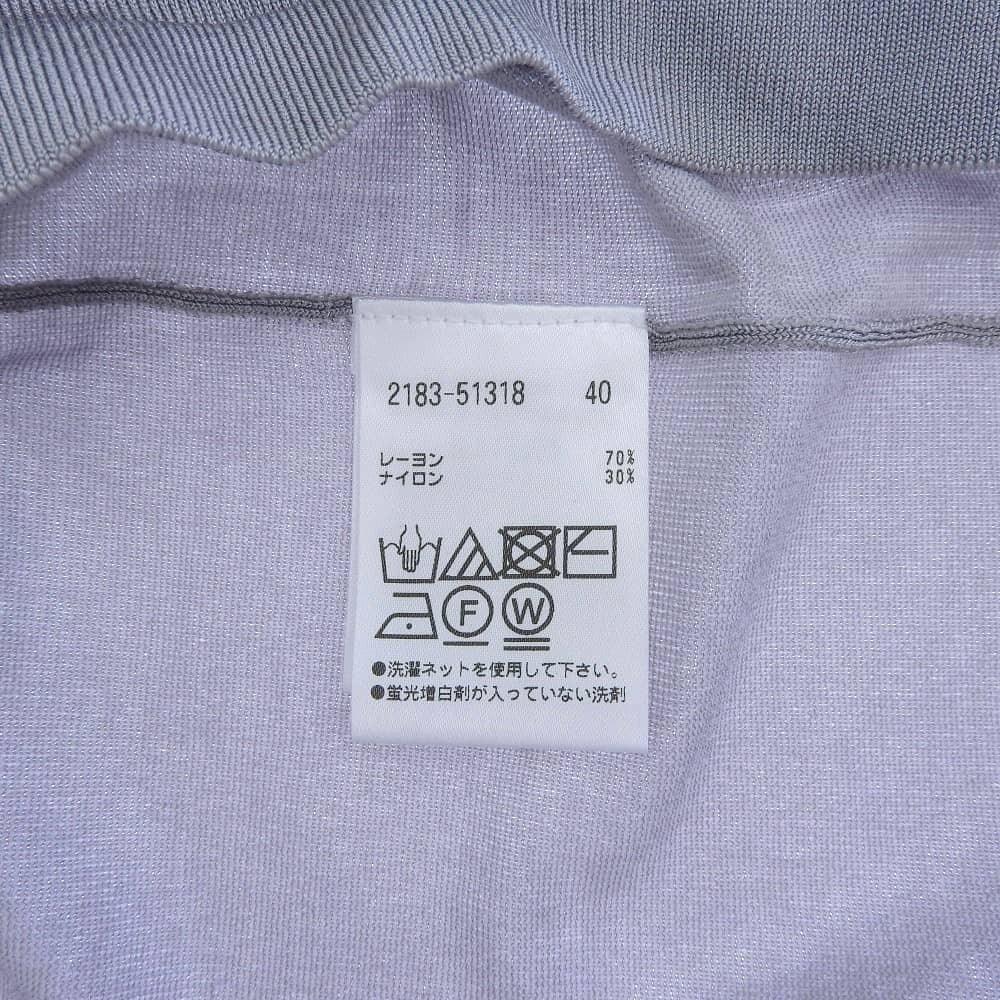 2183-51318 40
レーヨン 70%
ナイロン 30%
F W
●洗濯ネットを使用して下さい。
●蛍光増白剤が入っていない洗剤